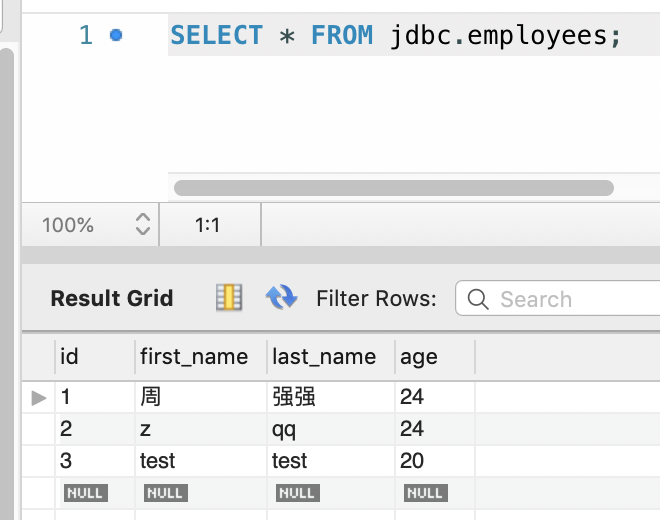 1 SELECT * FROM jdbc.employees;
100% 1:1
Result Grid Filter Rows: Search
id first_name last_name age
1 周 强强 24
2 z qq 24
3 test test 20
NULL NULL NULL NULL